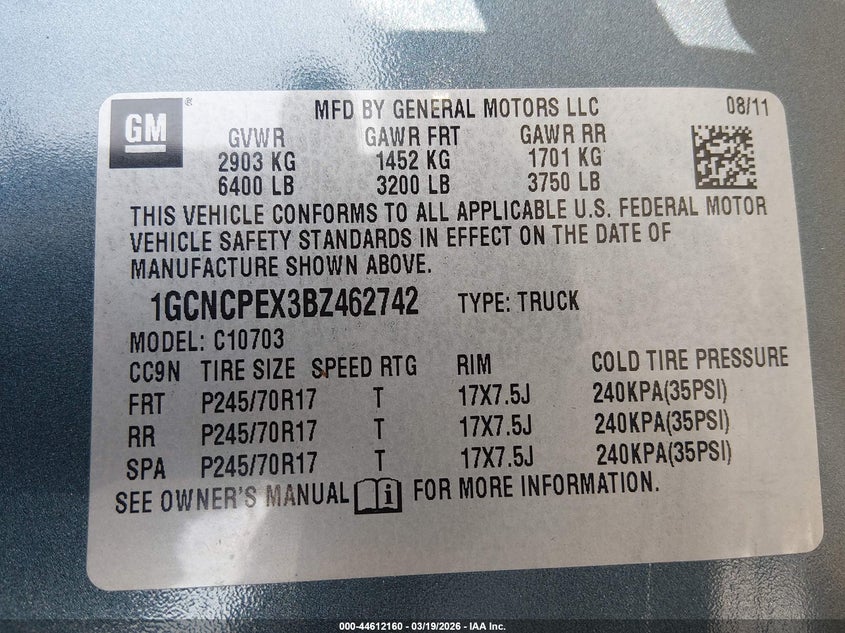 GM ® MFD BY GENERAL MOTORS LLC 08/11
GVWR GAWR FRT GAWR RR
2903 KG 1452 KG 1701 KG
6400 LB 3200 LB 3750 LB
THIS VEHICLE CONFORMS TO ALL APPLICABLE U.S. FEDERAL MOTOR
VEHICLE SAFETY STANDARDS IN EFFECT ON THE DATE OF
MANUFACTURE SHOWN ABOVE.
1GCNCPEX3BZ462742 TYPE: TRUCK
MODEL: C10703
CC9N TIRE SIZE SPEED RTG RIM COLD TIRE PRESSURE
FRT P245/70R17 T 17X7.5J 240KPA(35PSI)
RR P245/70R17 T 17X7.5J 240KPA(35PSI)
SPA P245/70R17 T 17X7.5J 240KPA(35PSI)
SEE OWNER'S MANUAL i FOR MORE INFORMATION.
000-44612160 - 03/19/2026 - IAA Inc.